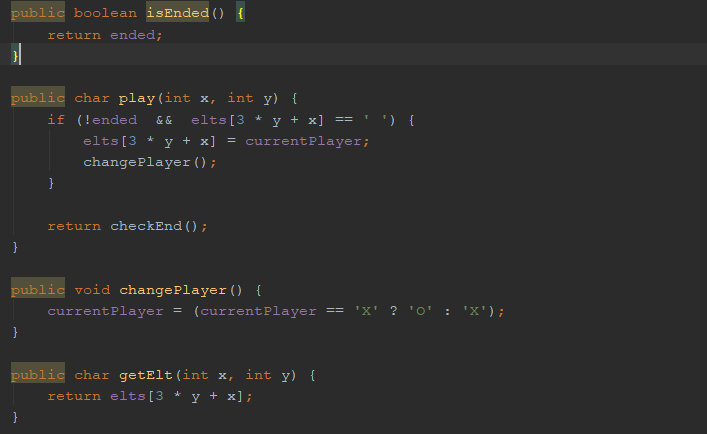 public boolean isEnded() {
    return ended;
}

public char play(int x, int y) {
    if (!ended  &&  elts[3 * y + x] == ' ') {
        elts[3 * y + x] = currentPlayer;
        changePlayer();
    }

    return checkEnd();
}

public void changePlayer() {
    currentPlayer = (currentPlayer == 'X' ? 'O' : 'X');
}

public char getElt(int x, int y) {
    return elts[3 * y + x];
}